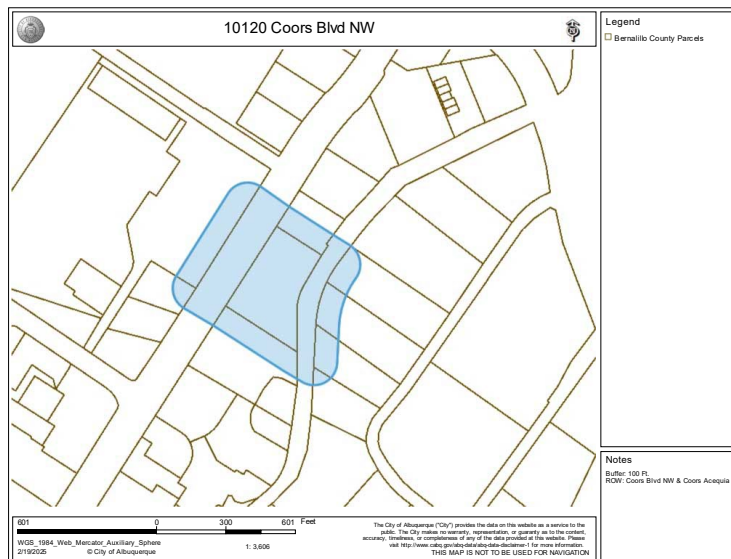 10120 Coors Blvd NW
Legend
Bernalillo County Parcels
Notes
Buffer: 100 Ft.
ROW: Coors Blvd NW & Coors Acequia
601 0 300 601 Feet
WGS_1984_Web_Mercator_Auxiliary_Sphere
2/19/2025 © City of Albuquerque
1: 3,606
The City of Albuquerque ("City") provides the data on this website as a service to the
public. The City makes no warranty, representation, or guaranty as to the content,
accuracy, timeliness, or completeness of any of the data provided at this website. Please
visit http://www.cabq.gov/abq-data/abq-data-disclaimer-1 for more information.
THIS MAP IS NOT TO BE USED FOR NAVIGATION